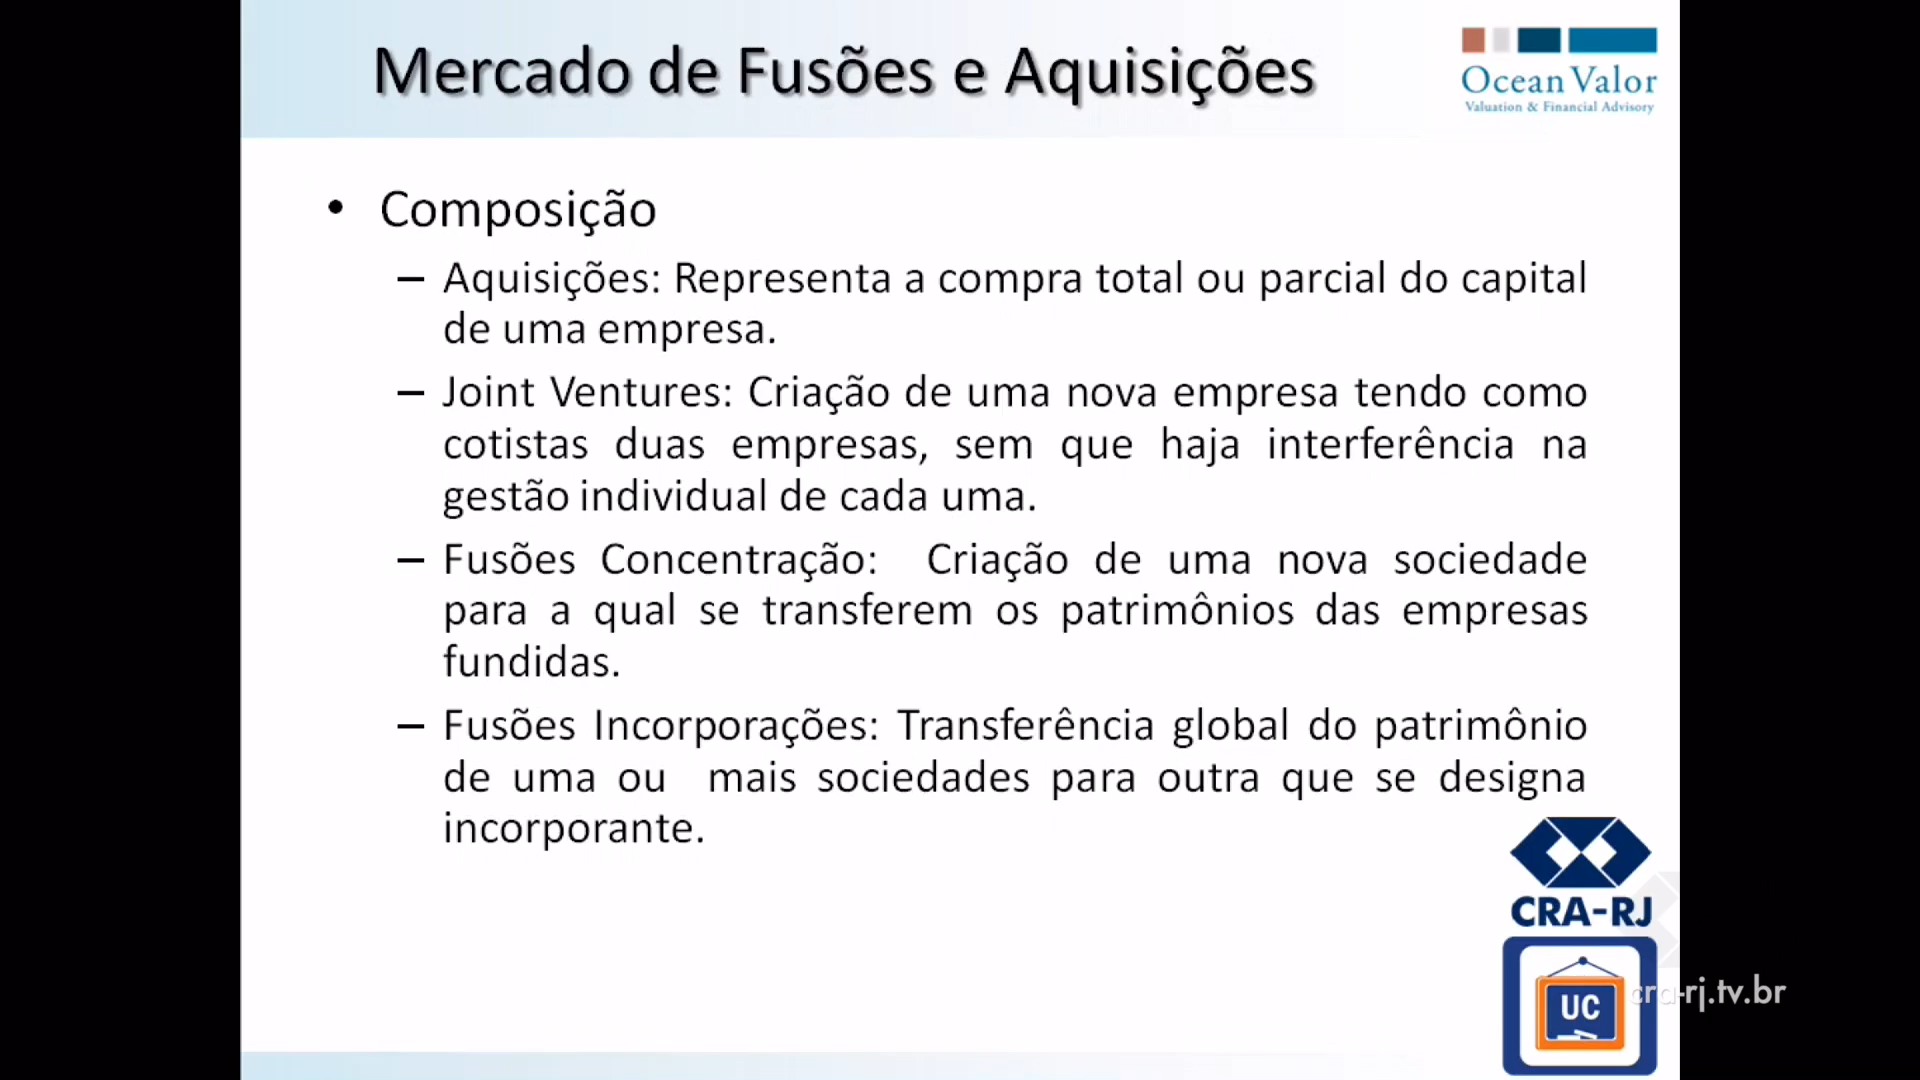 Mercado de Fusões e Aquisições
Ocean Valor
Valuation & Financial Advisory
• Composição
– Aquisições: Representa a compra total ou parcial do capital
de uma empresa.
– Joint Ventures: Criação de uma nova empresa tendo como
cotistas duas empresas, sem que haja interferência na
gestão individual de cada uma.
– Fusões Concentração: Criação de uma nova sociedade
para a qual se transferem os patrimônios das empresas
fundidas.
– Fusões Incorporações: Transferência global do patrimônio
de uma ou mais sociedades para outra que se designa
incorporante.
CRA-RJ
UC
cra-rj.tv.br